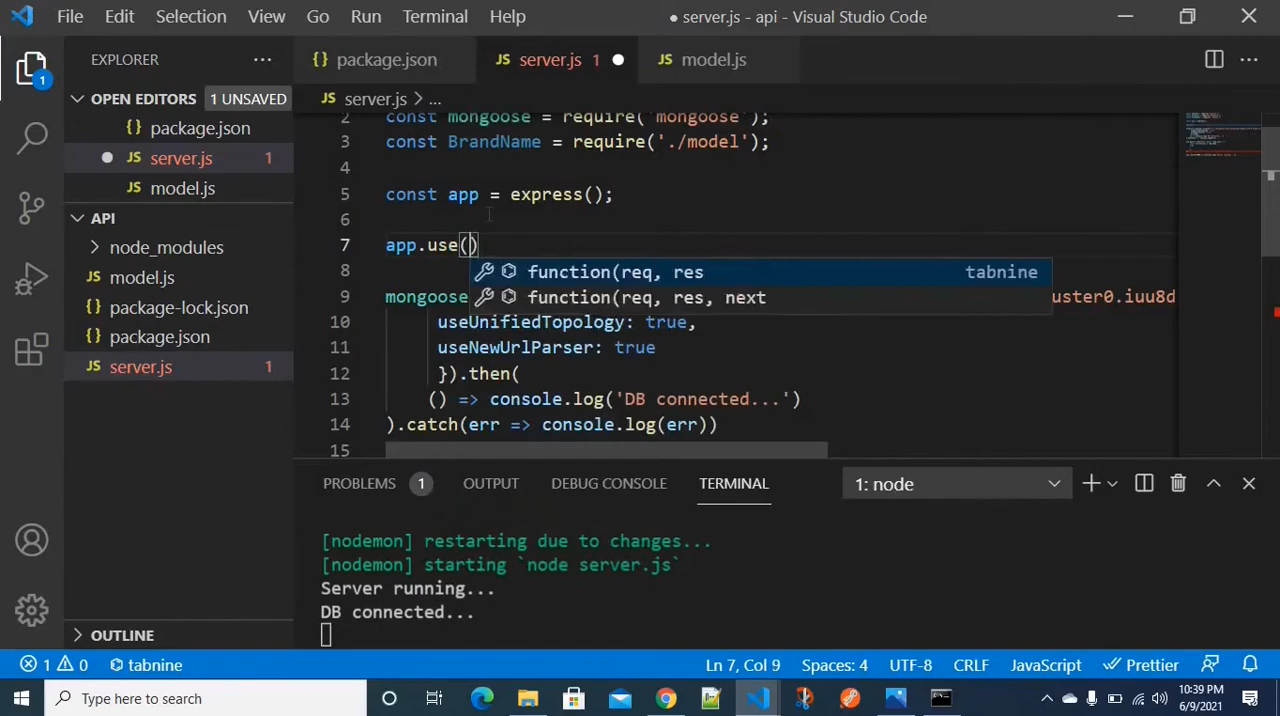 File Edit Selection View Go Run Terminal Help ● server.js - api - Visual Studio Code
EXPLORER ...
{} package.json JS server.js 1 ● JS model.js ...
OPEN EDITORS 1 UNSAVED
JS server.js > ...
{} package.json
● JS server.js 1
JS model.js
API
> node_modules
JS model.js
{} package-lock.json
{} package.json
JS server.js 1
> OUTLINE
2 const mongoose = require('mongoose');
3 const BrandName = require('./model');
4
5 const app = express();
6
7 app.use()
function(req, res tabnine
8
function(req, res, next
9 mongoose uster0.iuu8d
10 useUnifiedTopology: true,
11 useNewUrlParser: true
12 }).then(
13 () => console.log('DB connected...')
14 ).catch(err => console.log(err))
15
PROBLEMS 1 OUTPUT DEBUG CONSOLE TERMINAL 1: node
[nodemon] restarting due to changes...
[nodemon] starting `node server.js`
Server running...
DB connected...
1 0 tabnine Ln 7, Col 9 Spaces: 4 UTF-8 CRLF JavaScript Prettier
Type here to search
10:39 PM
6/9/2021